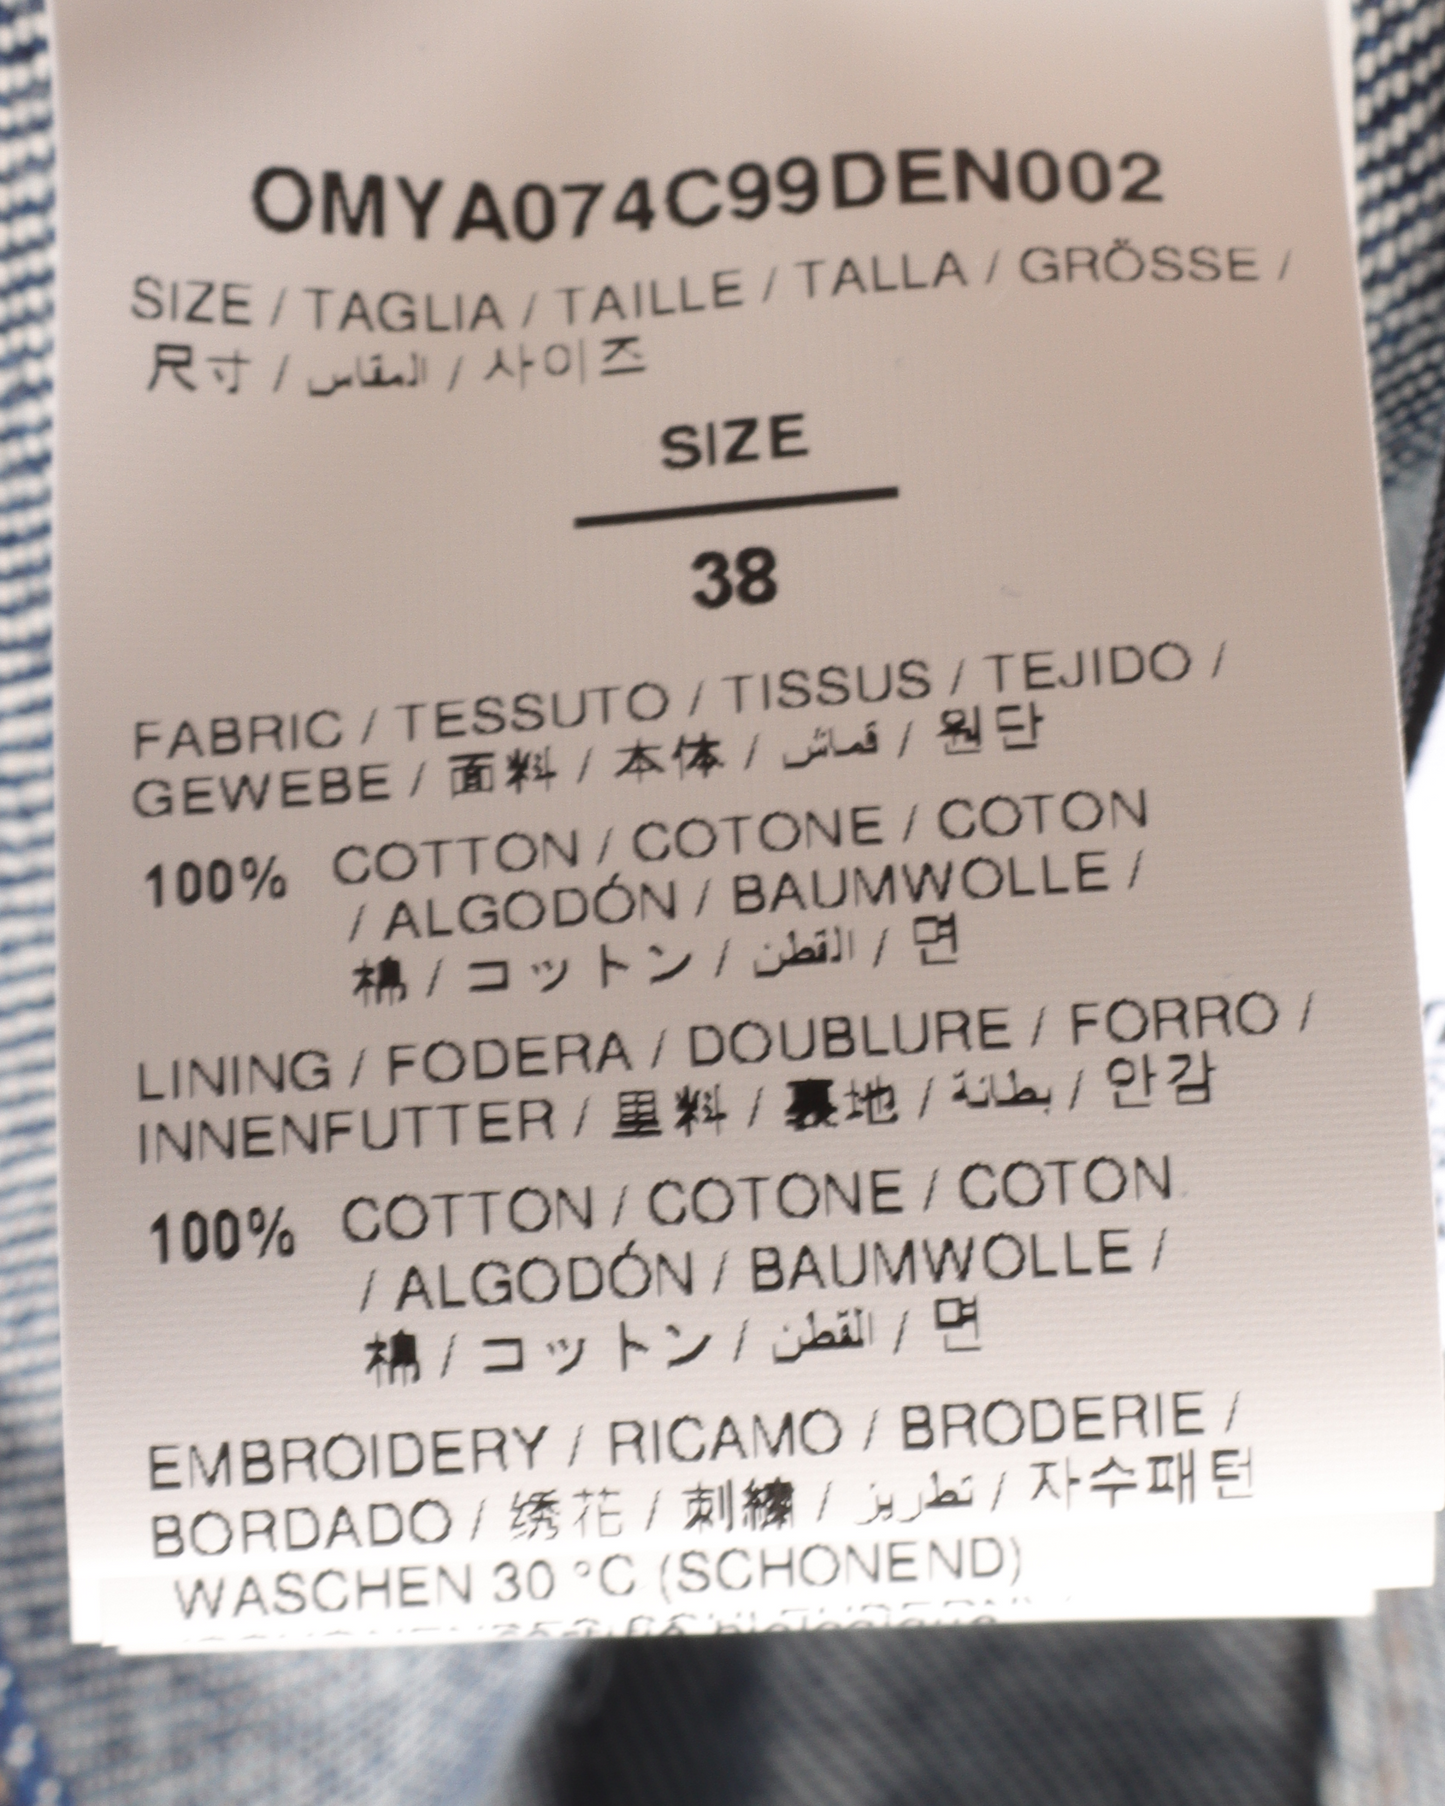 OMYA074C99DEN002
SIZE / TAGLIA / TAILLE / TALLA / GRÖSSE /
尺寸 / المقاس / 사이즈
SIZE
38
FABRIC / TESSUTO / TISSUS / TEJIDO /
GEWEBE / 面料 / 本体 / قماش / 원단
100% COTTON / COTONE / COTON
/ ALGODÓN / BAUMWOLLE /
棉 / コットン / القطن / 면
LINING / FODERA / DOUBLURE / FORRO /
INNENFUTTER / 里料 / 裏地 / بطانة / 안감
100% COTTON / COTONE / COTON
/ ALGODÓN / BAUMWOLLE /
棉 / コットン / القطن / 면
EMBROIDERY / RICAMO / BRODERIE /
BORDADO / 绣花 / 刺繍 / تطريز / 자수패턴
WASCHEN 30 °C (SCHONEND)